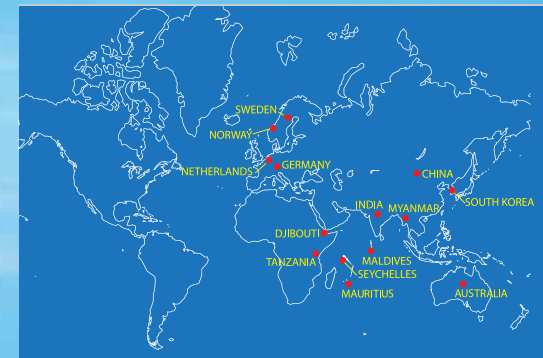 SWEDEN
NORWAY
NETHERLANDS
GERMANY
CHINA
INDIA
MYANMAR
SOUTH KOREA
DJIBOUTI
TANZANIA
MALDIVES
SEYCHELLES
MAURITIUS
AUSTRALIA